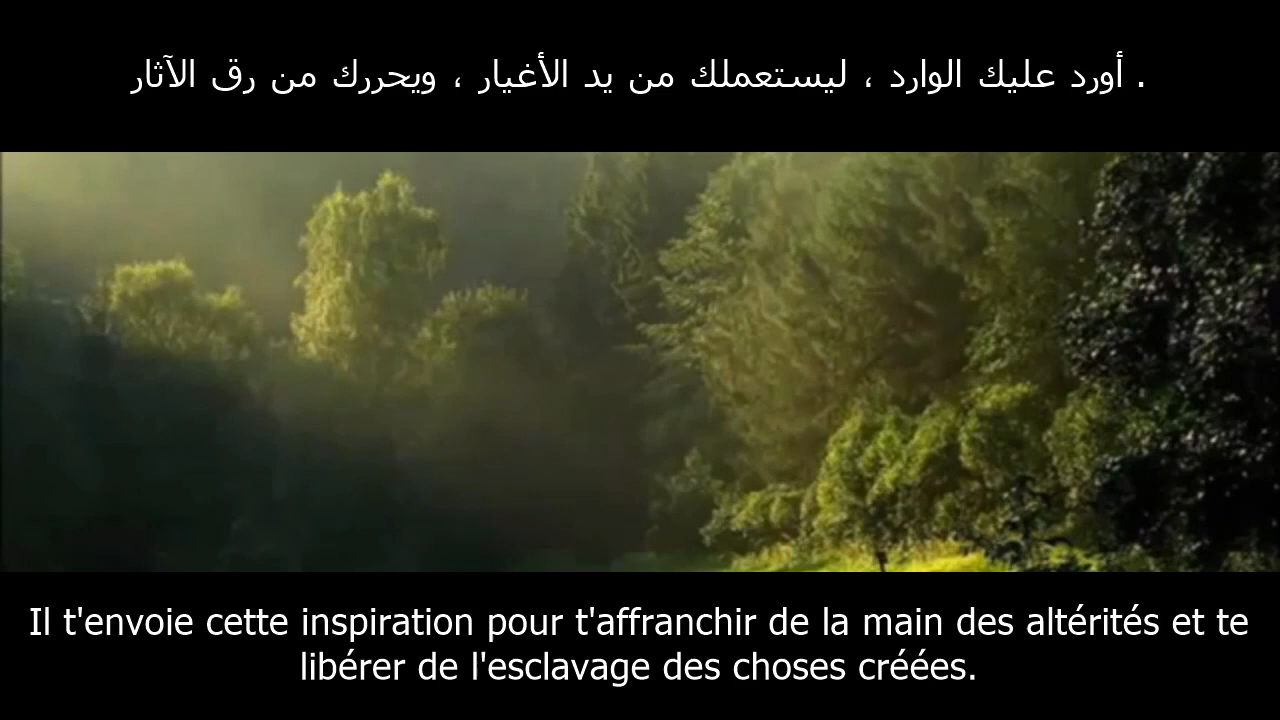 أورد عليك الوارد ، ليستعملك من يد الأغيار ، ويحررك من رق الآثار .
Il t'envoie cette inspiration pour t'affranchir de la main des altérités et te
libérer de l'esclavage des choses créées.